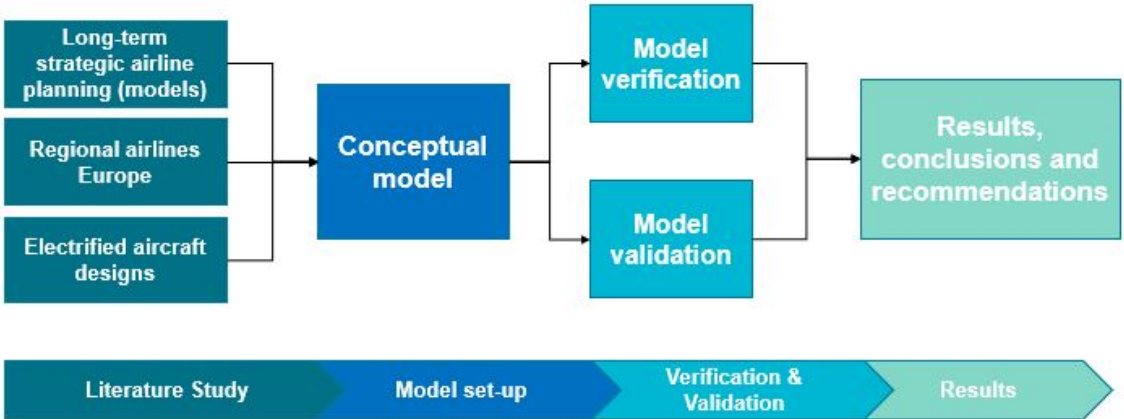 Long-term
strategic airline
planning (models)
Regional airlines
Europe
Electrified aircraft
designs
Conceptual
model
Model
verification
Model
validation
Results,
conclusions and
recommendations
Literature Study
Model set-up
Verification &
Validation
Results